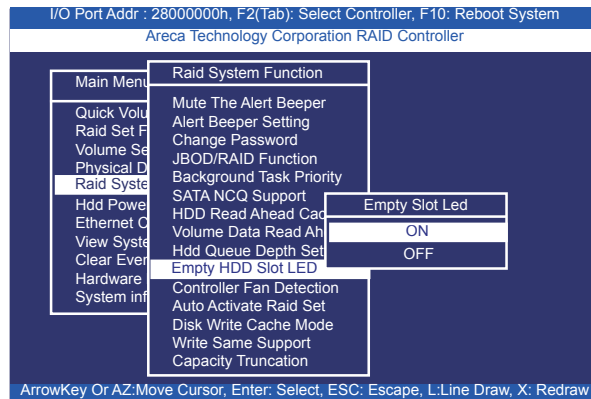 I/O Port Addr : 28000000h, F2(Tab): Select Controller, F10: Reboot System
Areca Technology Corporation RAID Controller
Main Menu
Quick Volu
Raid Set F
Volume Se
Physical D
Raid Syste
Hdd Powe
Ethernet C
View Syste
Clear Ever
Hardware
System inf
Raid System Function
Mute The Alert Beeper
Alert Beeper Setting
Change Password
JBOD/RAID Function
Background Task Priority
SATA NCQ Support
HDD Read Ahead Cac
Volume Data Read Ah
Hdd Queue Depth Set
Empty HDD Slot LED
Controller Fan Detection
Auto Activate Raid Set
Disk Write Cache Mode
Write Same Support
Capacity Truncation
Empty Slot Led
ON
OFF
ArrowKey Or AZ:Move Cursor, Enter: Select, ESC: Escape, L:Line Draw, X: Redraw